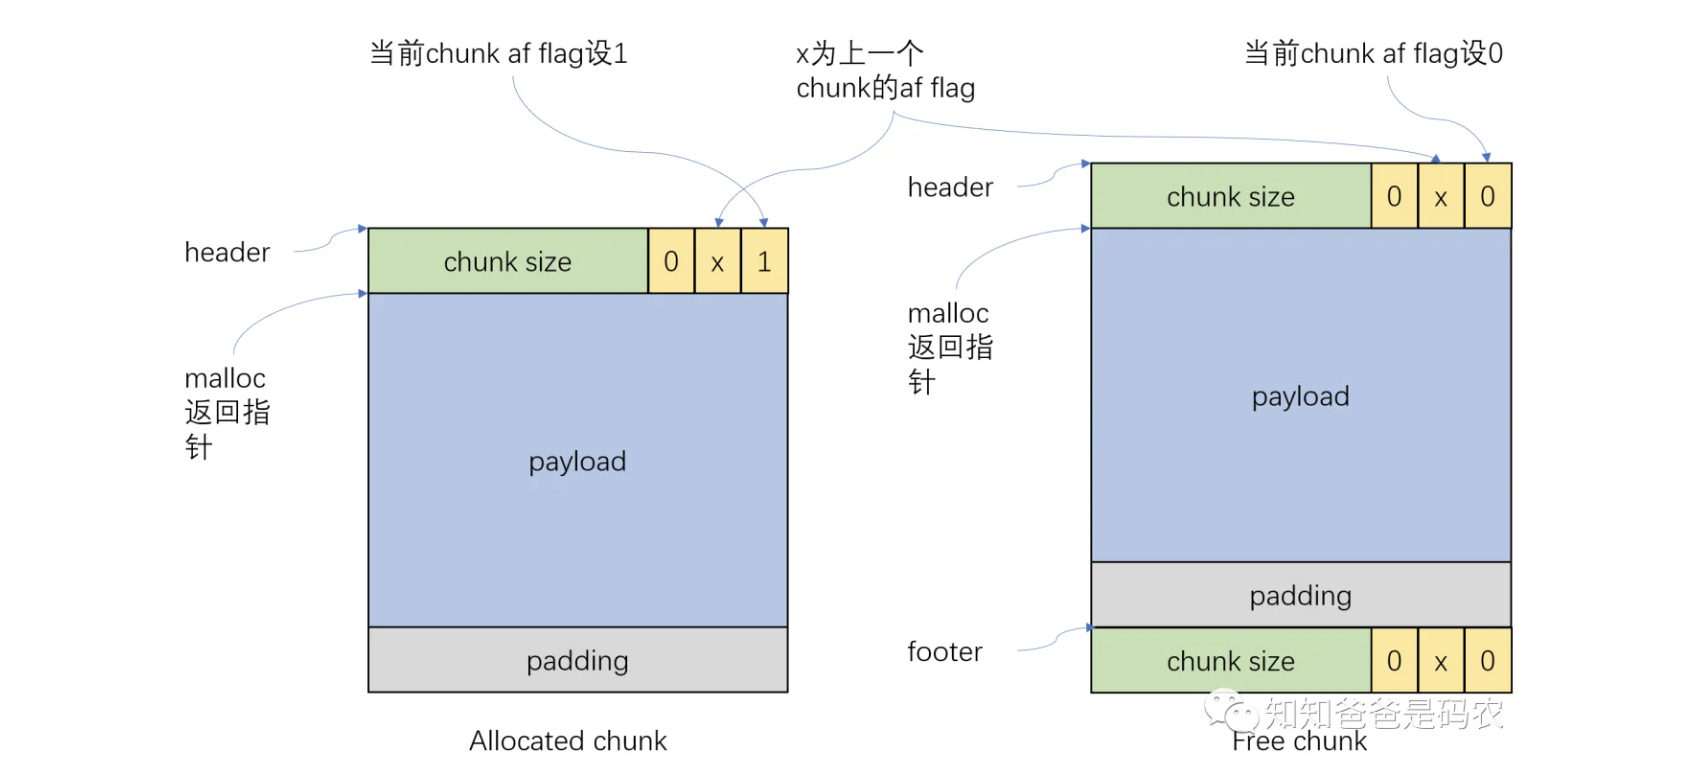 当前chunk af flag设1
x为上一个
chunk的af flag
当前chunk af flag设0
header
chunk size 0 x 1
malloc
返回指
针
payload
padding
Allocated chunk
header
chunk size 0 x 0
malloc
返回指
针
payload
padding
footer
chunk size 0 x 0
知知爸爸是码农
Free chunk